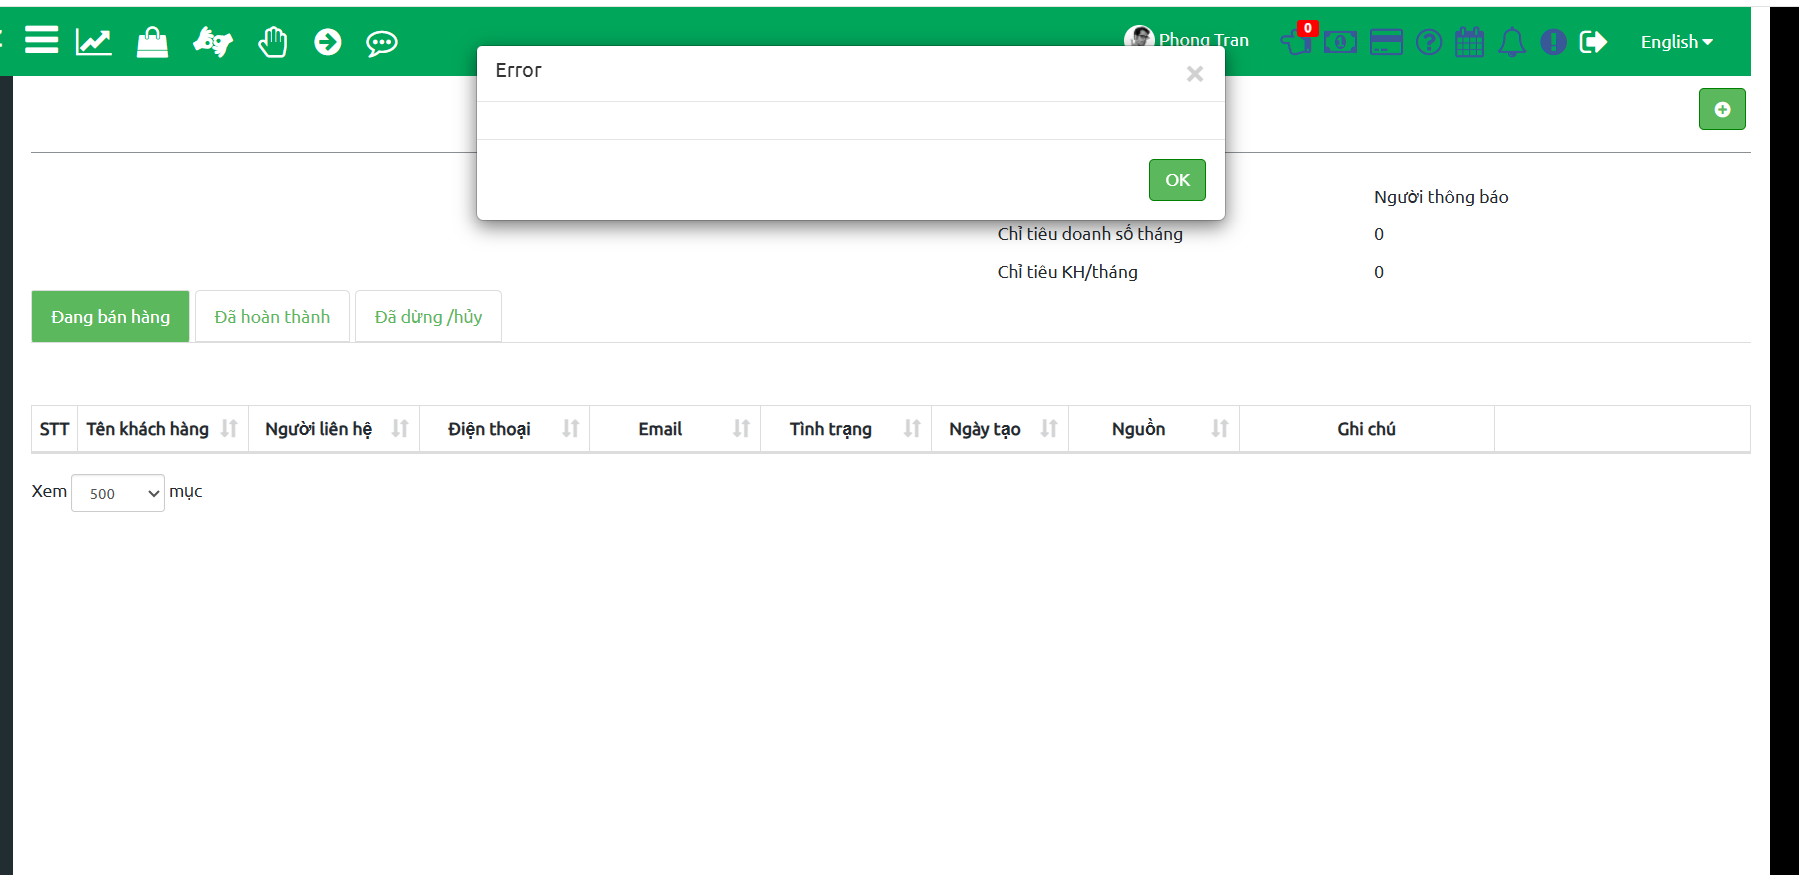 Phong Tran
0
English
Error
OK
Người thông báo
Chỉ tiêu doanh số tháng 0
Chỉ tiêu KH/tháng 0
Đang bán hàng Đã hoàn thành Đã dừng /hủy
STT Tên khách hàng Người liên hệ Điện thoại Email Tình trạng Ngày tạo Nguồn Ghi chú
Xem 500 mục